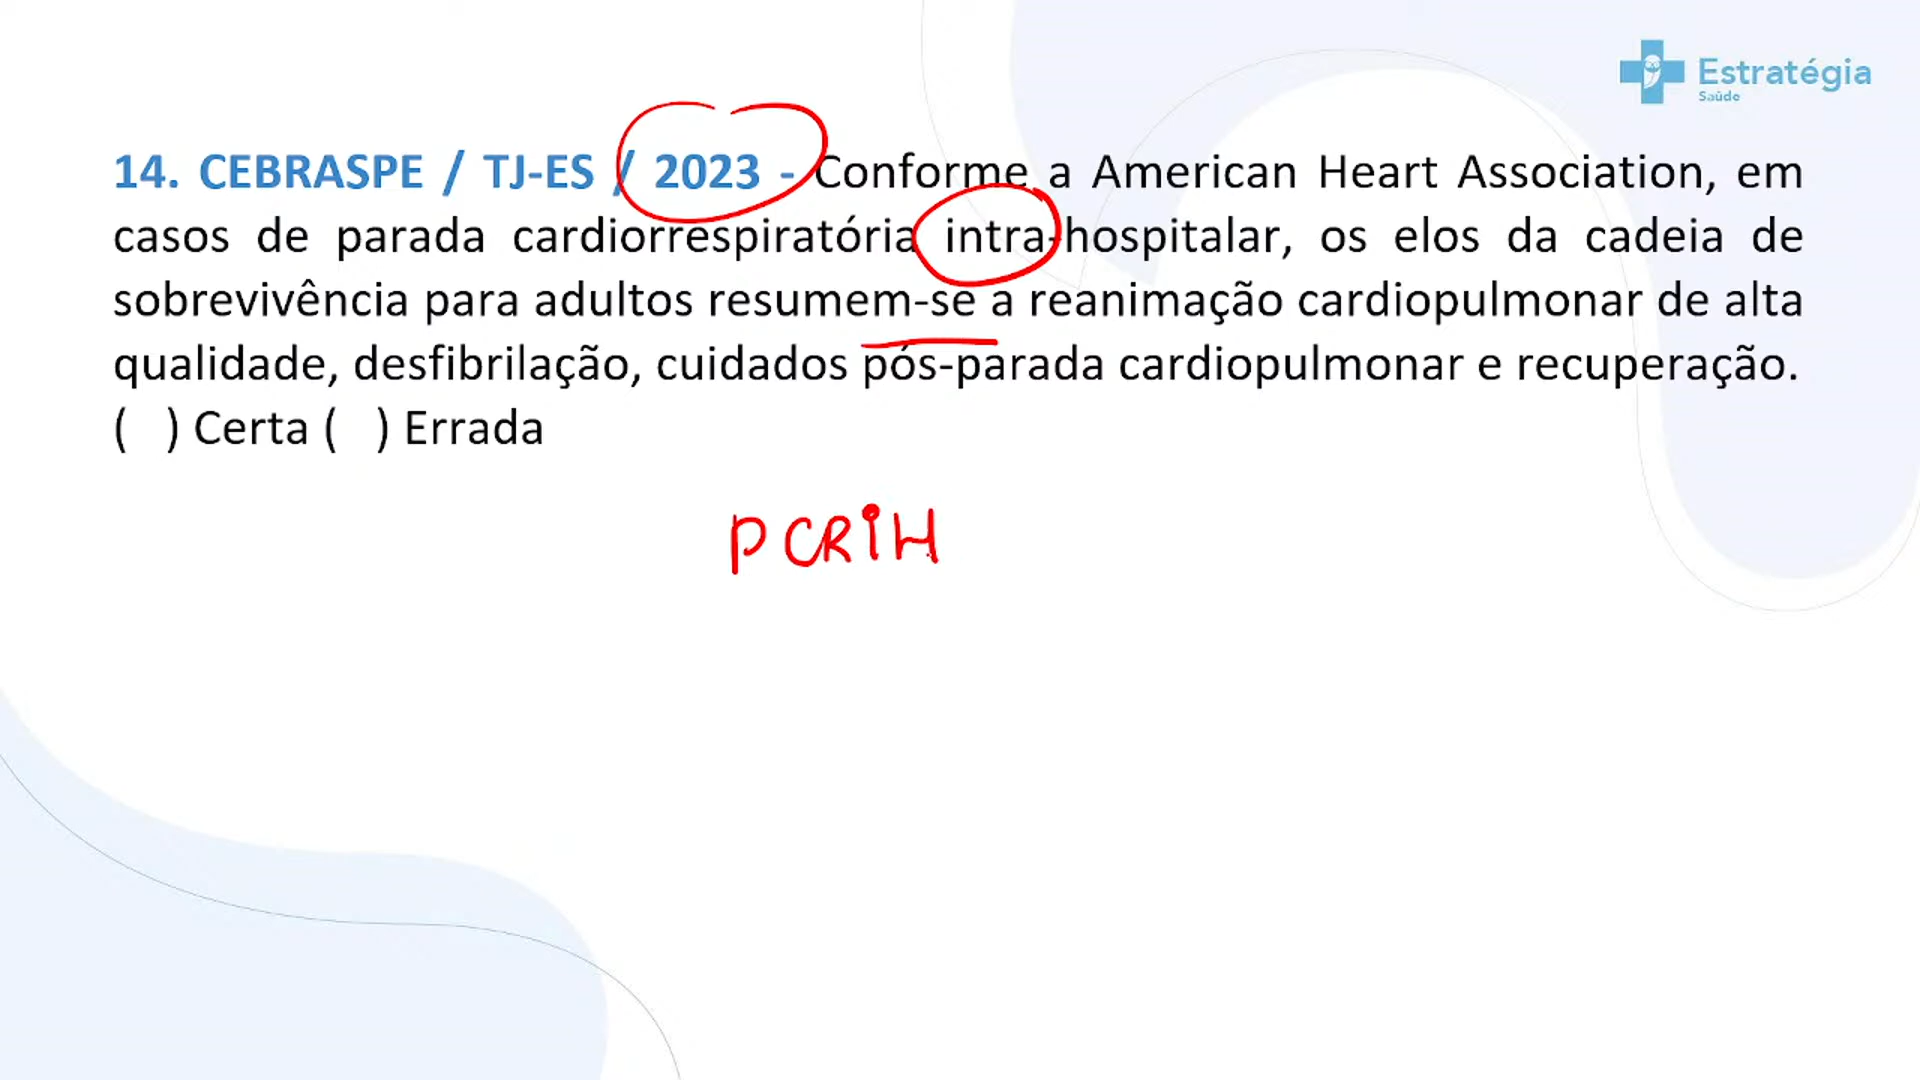 Estratégia
Saúde
14. CEBRASPE / TJ-ES / 2023 - Conforme a American Heart Association, em
casos de parada cardiorrespiratória intra-hospitalar, os elos da cadeia de
sobrevivência para adultos resumem-se a reanimação cardiopulmonar de alta
qualidade, desfibrilação, cuidados pós-parada cardiopulmonar e recuperação.
( ) Certa ( ) Errada
PCRiH